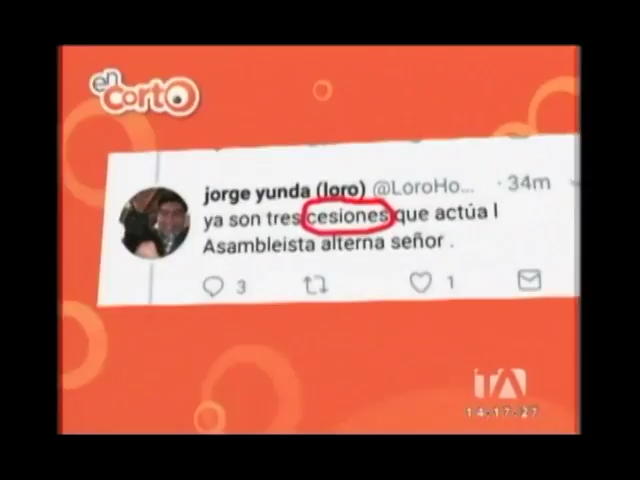 en
corto
jorge yunda (loro) @LoroHo... · 34m
ya son tres cesiones que actúa l
Asambleista alterna señor .
3
1
TA
14:17:27